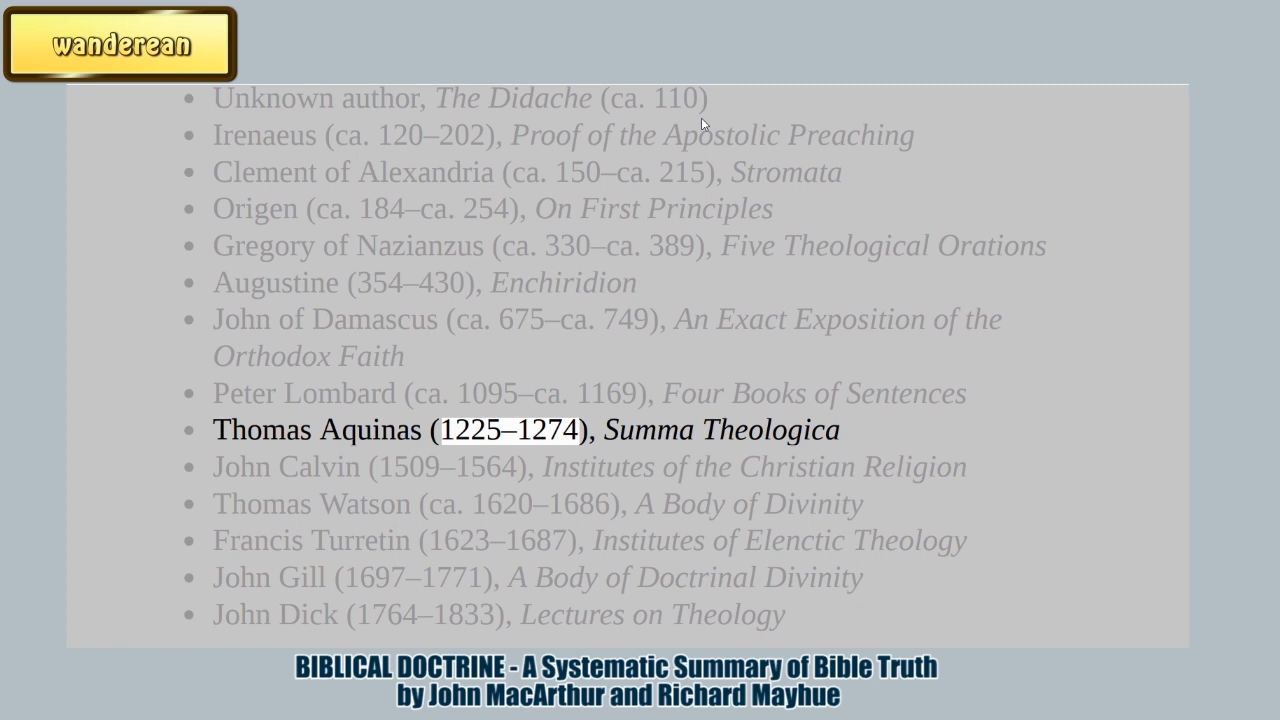 wanderean
• Unknown author, The Didache (ca. 110)
• Irenaeus (ca. 120–202), Proof of the Apostolic Preaching
• Clement of Alexandria (ca. 150–ca. 215), Stromata
• Origen (ca. 184–ca. 254), On First Principles
• Gregory of Nazianzus (ca. 330–ca. 389), Five Theological Orations
• Augustine (354–430), Enchiridion
• John of Damascus (ca. 675–ca. 749), An Exact Exposition of the
Orthodox Faith
• Peter Lombard (ca. 1095–ca. 1169), Four Books of Sentences
• Thomas Aquinas (1225–1274), Summa Theologica
• John Calvin (1509–1564), Institutes of the Christian Religion
• Thomas Watson (ca. 1620–1686), A Body of Divinity
• Francis Turretin (1623–1687), Institutes of Elenctic Theology
• John Gill (1697–1771), A Body of Doctrinal Divinity
• John Dick (1764–1833), Lectures on Theology
BIBLICAL DOCTRINE - A Systematic Summary of Bible Truth
by John MacArthur and Richard Mayhue